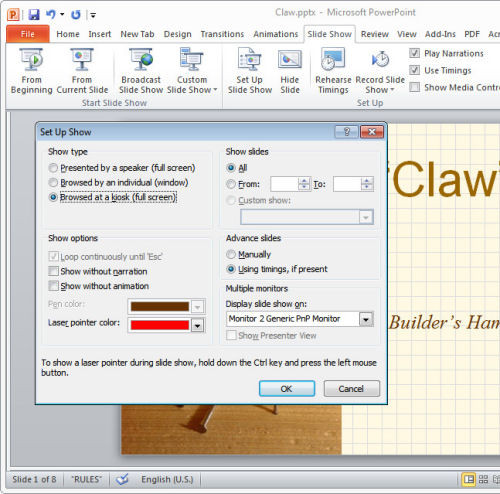 Claw.pptx - Microsoft PowerPoint
File Home Insert New Tab Design Transitions Animations Slide Show Review View Add-Ins PDF Ac
From Beginning
From Current Slide
Broadcast Slide Show
Custom Slide Show
Set Up Slide Show
Hide Slide
Rehearse Timings
Record Slide Show
Play Narrations
Use Timings
Show Media Contr
Start Slide Show
Set Up
Set Up Show
Show type
Presented by a speaker (full screen)
Browsed by an individual (window)
Browsed at a kiosk (full screen)
Show slides
All
From: To:
Custom show:
Show options
Loop continuously until 'Esc'
Show without narration
Show without animation
Pen color:
Laser pointer color:
Advance slides
Manually
Using timings, if present
Multiple monitors
Display slide show on:
Monitor 2 Generic PnP Monitor
Show Presenter View
To show a laser pointer during slide show, hold down the Ctrl key and press the left mouse
button.
OK Cancel
"Claw"
Builder's Ham
Slide 1 of 8 "RULES" English (U.S.)